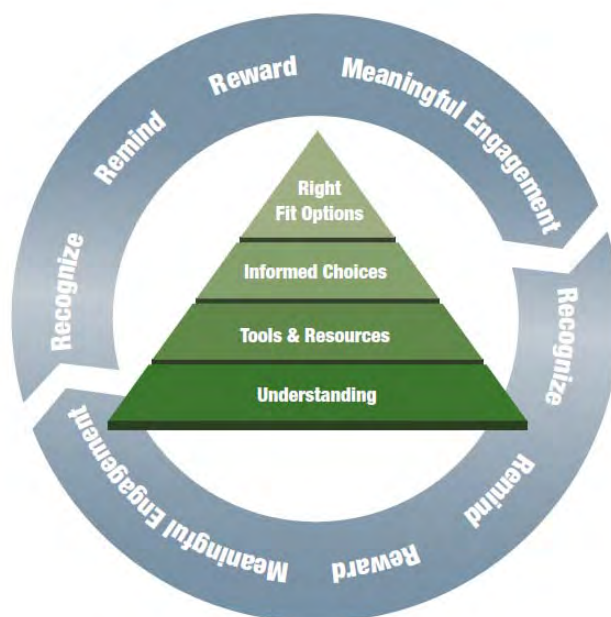 Recognize Remind Reward Meaningful Engagement
Right
Fit Options
Informed Choices
Tools & Resources
Understanding
Recognize Remind Reward Meaningful Engagement